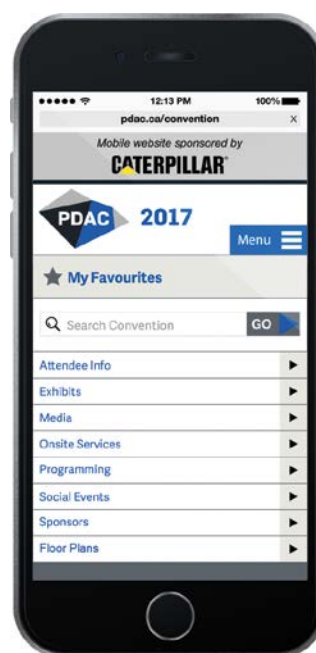 12:13 PM
100%
pdac.ca/convention
X
Mobile website sponsored by
CATERPILLAR®
PDAC
2017
Menu
My Favourites
Search Convention
GO
Attendee Info
Exhibits
Media
Onsite Services
Programming
Social Events
Sponsors
Floor Plans